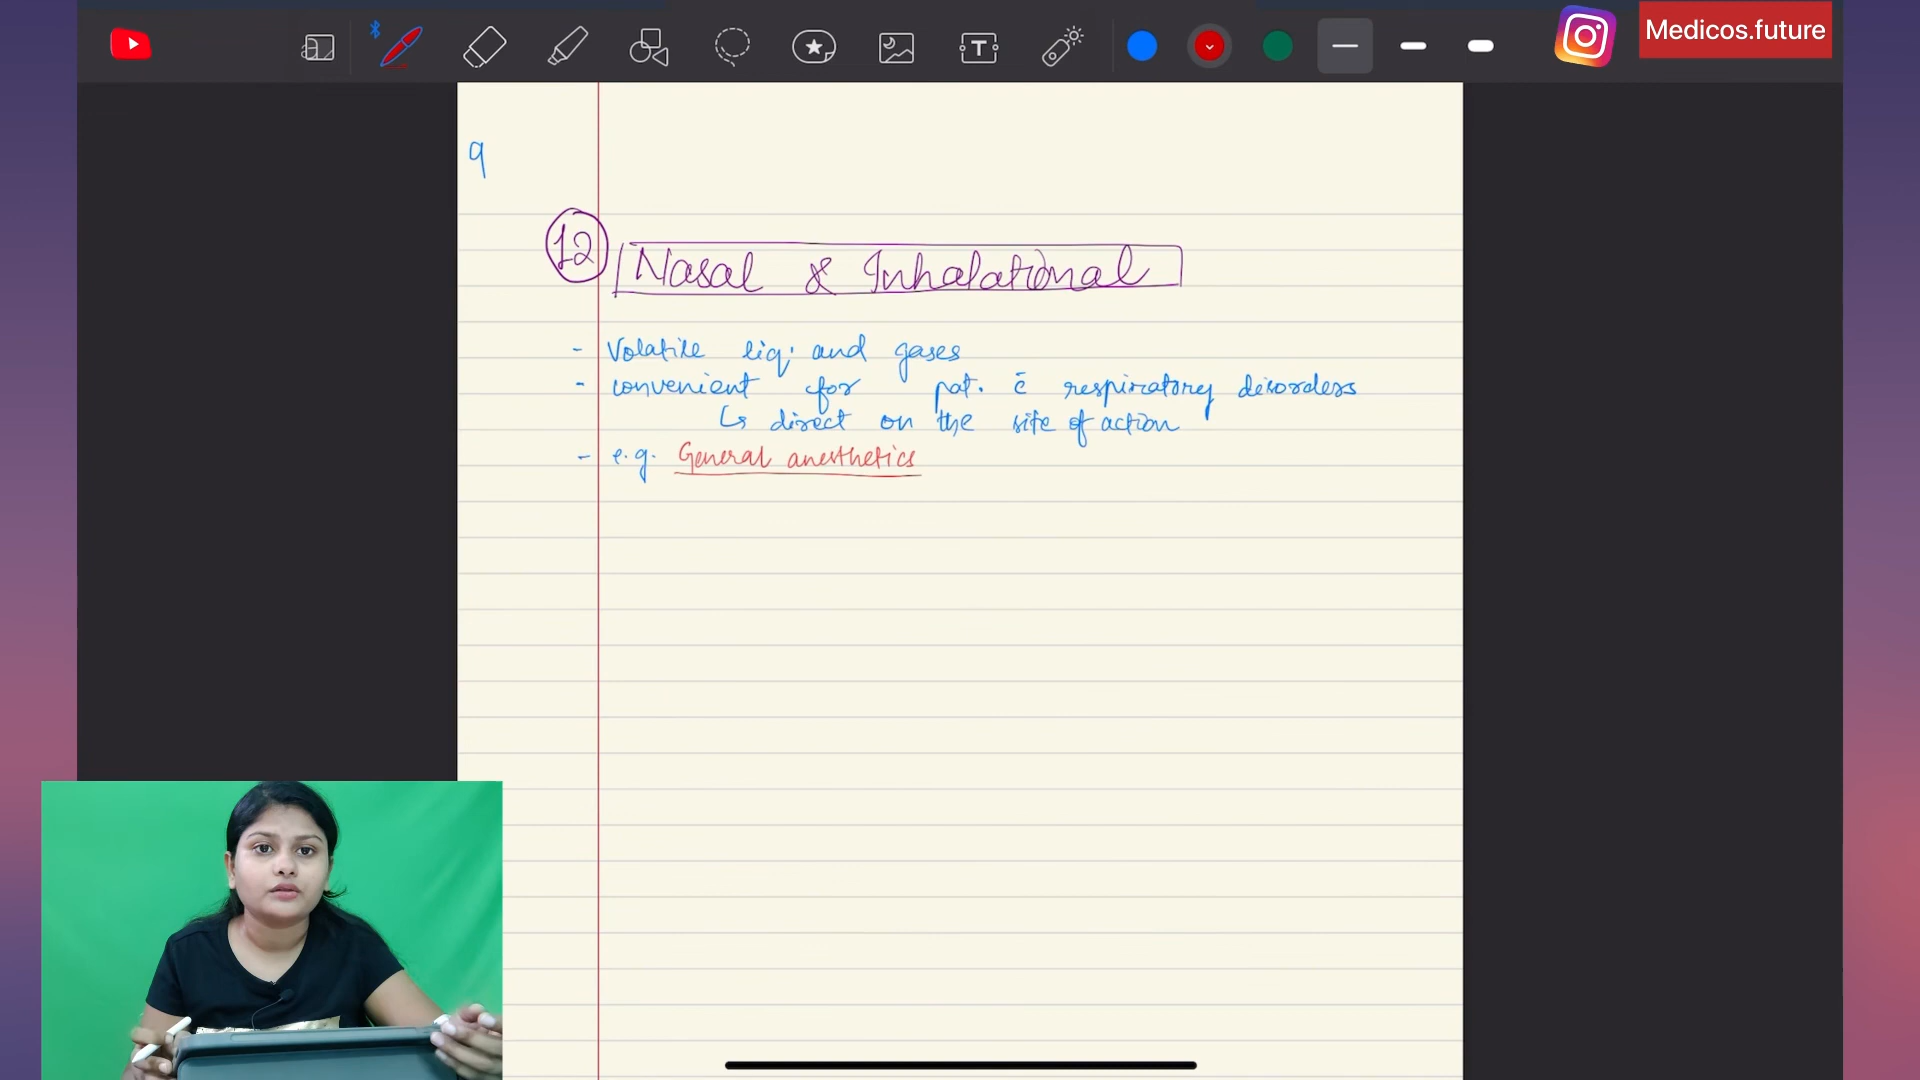 Medicos.future
9
12 Nasal & Inhalational
- Volatile liq. and gases
- convenient for pat. c̄ respiratory disorders
↳ direct on the site of action
- e.g. General anesthetics